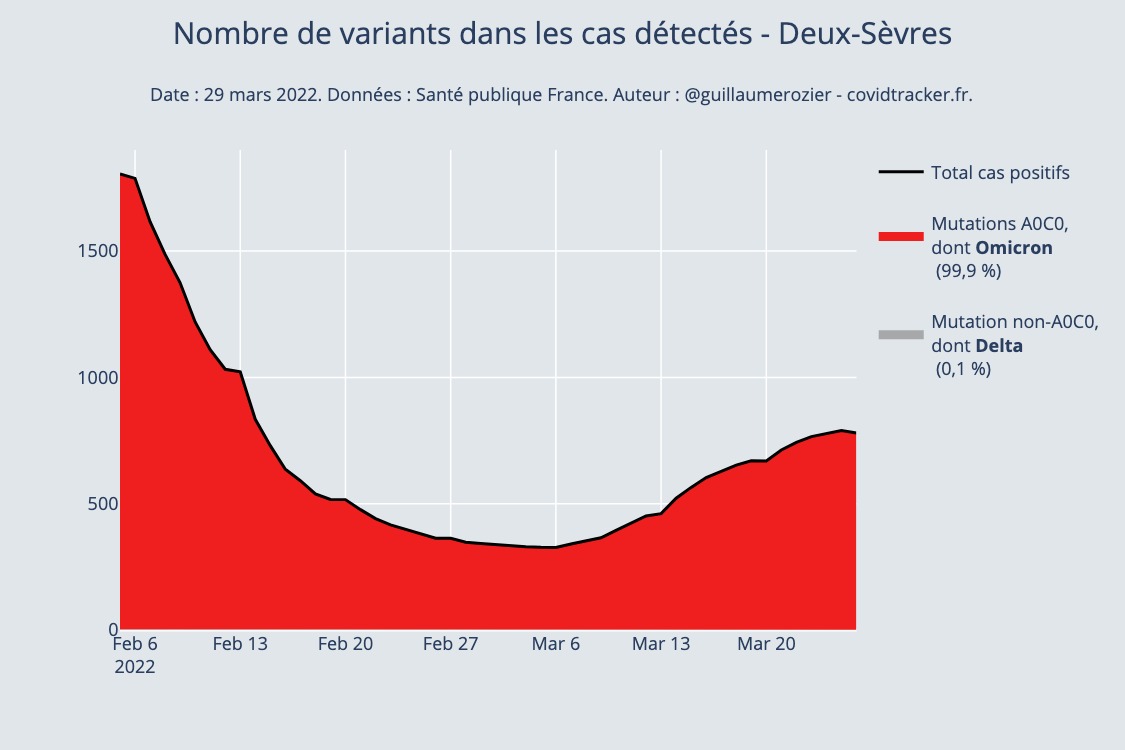 Nombre de variants dans les cas détectés - Deux-Sèvres
Date : 29 mars 2022. Données : Santé publique France. Auteur : @guillaumerozier - covidtracker.fr.
Total cas positifs
Mutations A0C0,
dont Omicron
(99,9 %)
Mutation non-A0C0,
dont Delta
(0,1 %)
1500
1000
500
0
Feb 6 Feb 13 Feb 20 Feb 27 Mar 6 Mar 13 Mar 20
2022